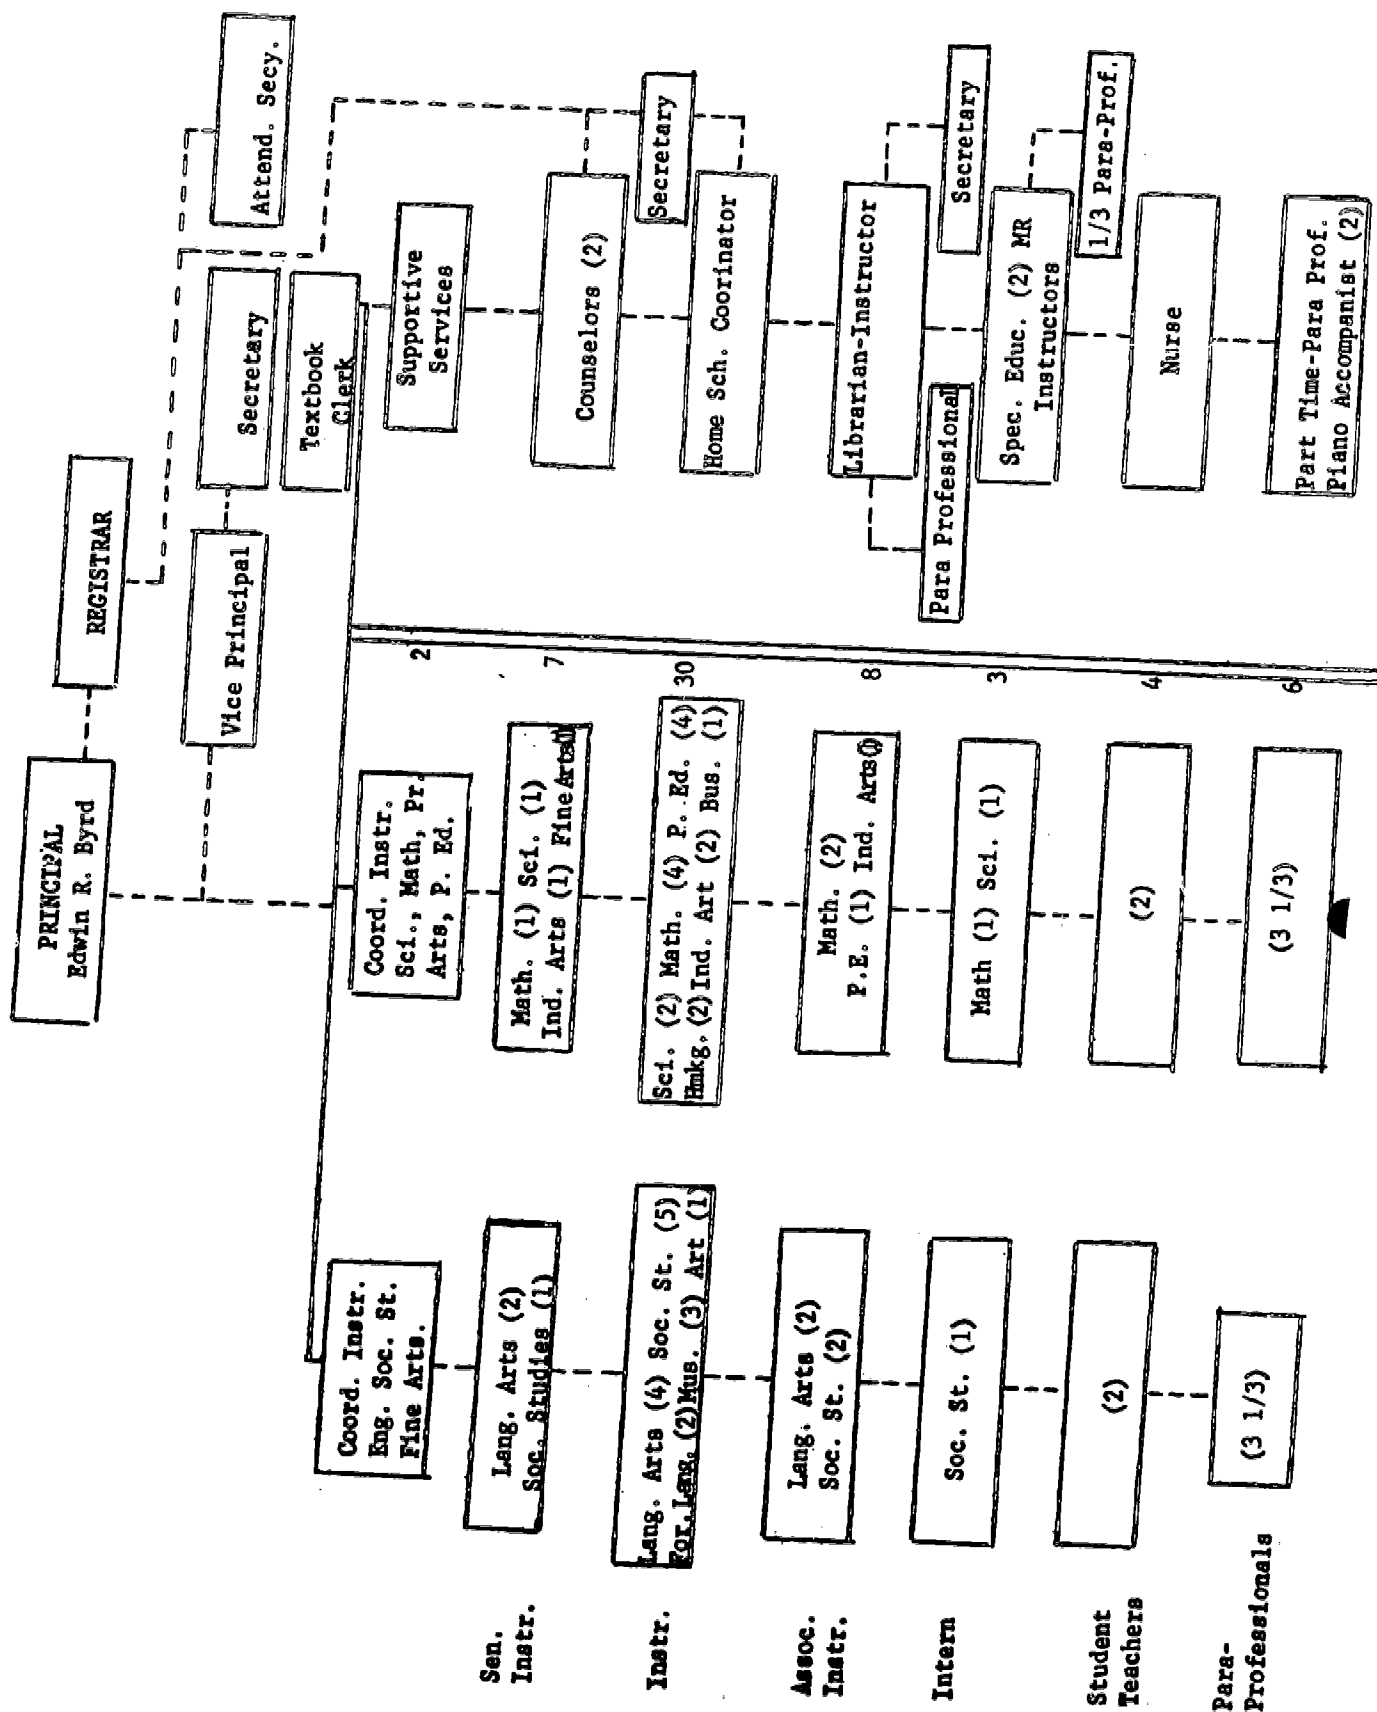 PRINCIPAL
Edwin R. Byrd
REGISTRAR
Attend. Secy.
Vice Principal
Secretary
Textbook
Clerk
Coord. Instr.
Eng. Soc. St.
Fine Arts.
Coord. Instr.
Sci., Math, Pr.
Arts, P. Ed.
2
Supportive
Services
Sen.
Instr.
Lang. Arts (2)
Soc. Studies (1)
Math. (1) Sci. (1)
Ind. Arts (1) Fine Arts(1)
7
Counselors (2)
Secretary
Instr.
Lang. Arts (4) Soc. St. (5)
For.Lang.(2)Mus. (3) Art (1)
Sci. (2) Math. (4) P. Ed. (4)
Hmkg.(2)Ind. Art (2) Bus. (1)
30
Home Sch. Coorinator
Assoc.
Instr.
Lang. Arts (2)
Soc. St. (2)
Math. (2)
P.E. (1) Ind. Arts(1)
8
Librarian-Instructor
Para Professional
Secretary
Intern
Soc. St. (1)
Math (1) Sci. (1)
3
Spec. Educ. (2) MR
Instructors
1/3 Para-Prof.
Student
Teachers
(2)
(2)
4
Nurse
Para-
Professionals
(3 1/3)
(3 1/3)
6
Part Time-Para Prof.
Piano Accompanist (2)